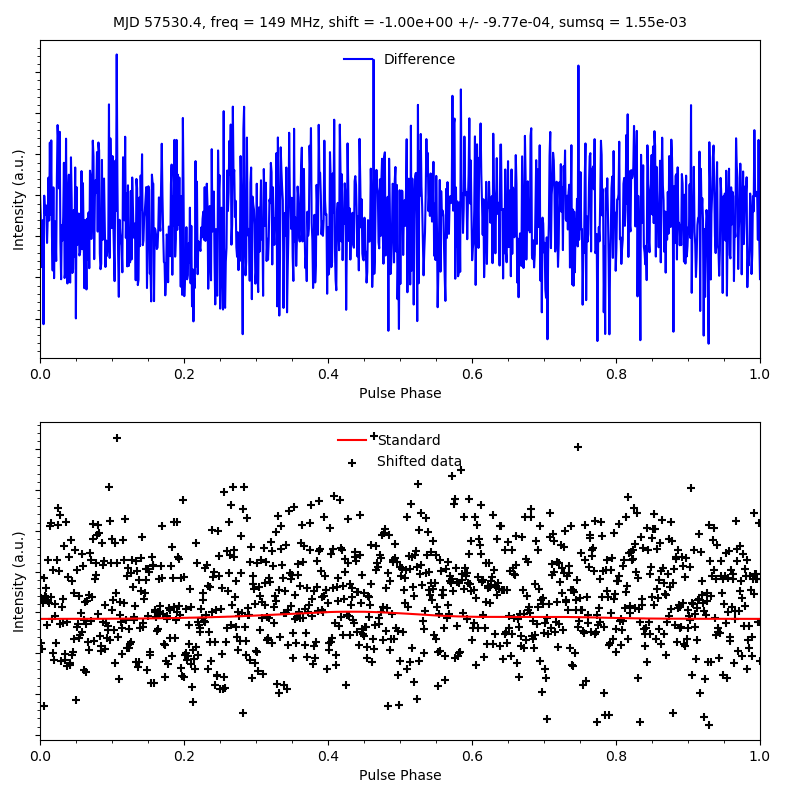 MJD 57530.4, freq = 149 MHz, shift = -1.00e+00 +/- -9.77e-04, sumsq = 1.55e-03
Difference
Intensity (a.u.)
0.0 0.2 0.4 0.6 0.8 1.0
Pulse Phase
Standard
Shifted data
Intensity (a.u.)
0.0 0.2 0.4 0.6 0.8 1.0
Pulse Phase